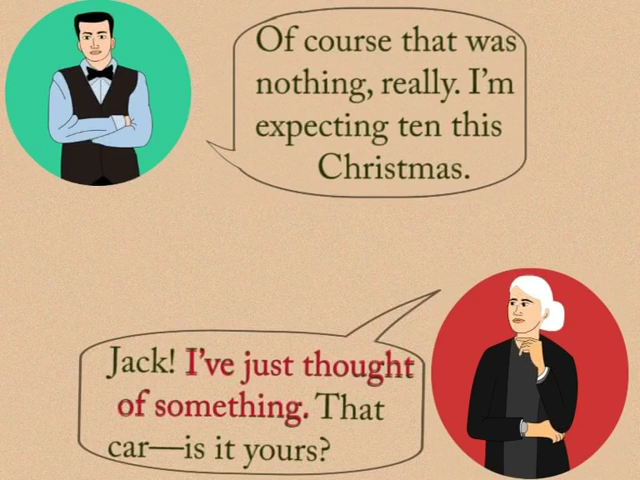 Of course that was
nothing, really. I’m
expecting ten this
Christmas.
Jack! I’ve just thought
of something. That
car—is it yours?